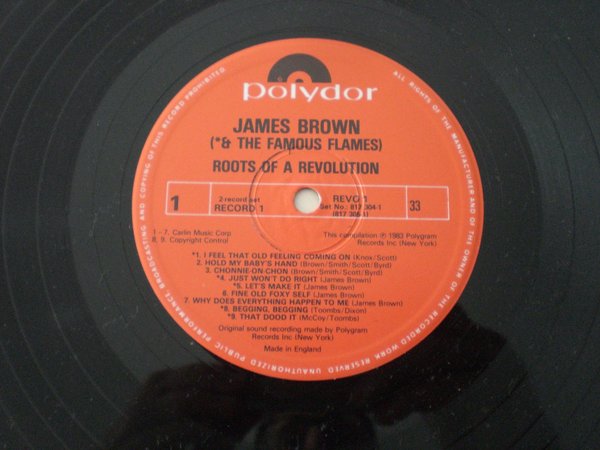 polydor
JAMES BROWN
(*& THE FAMOUS FLAMES)
ROOTS OF A REVOLUTION
1
2-record set
RECORD 1
REVO 1
Set No.: 817 304-1
33
1 - 7. Carlin Music Corp
8, 9. Copyright Control
This compilation ℗ 1983 Polygram
Records Inc (New York)
*1. I FEEL THAT OLD FEELING COMING ON (Knox/Scott)
2. HOLD MY BABY'S HAND (Brown/Smith/Scott/Byrd)
3. CHONNIE-ON-CHON (Brown/Smith/Scott/Byrd)
*4. JUST WON'T DO RIGHT (James Brown)
*5. LET'S MAKE IT (James Brown)
6. FINE OLD FOXY SELF (James Brown)
7. WHY DOES EVERYTHING HAPPEN TO ME (James Brown)
*8. BEGGING, BEGGING (Toombs/Dixon)
*9. THAT DOOD IT (McCoy/Toombs)
Original sound recording made by Polygram
Records Inc (New York)
Made in England
ALL RIGHTS OF THE MANUFACTURER AND OF THE OWNER OF THE RECORDED WORK RESERVED UNAUTHORIZED PUBLIC PERFORMANCE BROADCASTING AND COPYING OF THIS RECORD PROHIBITED